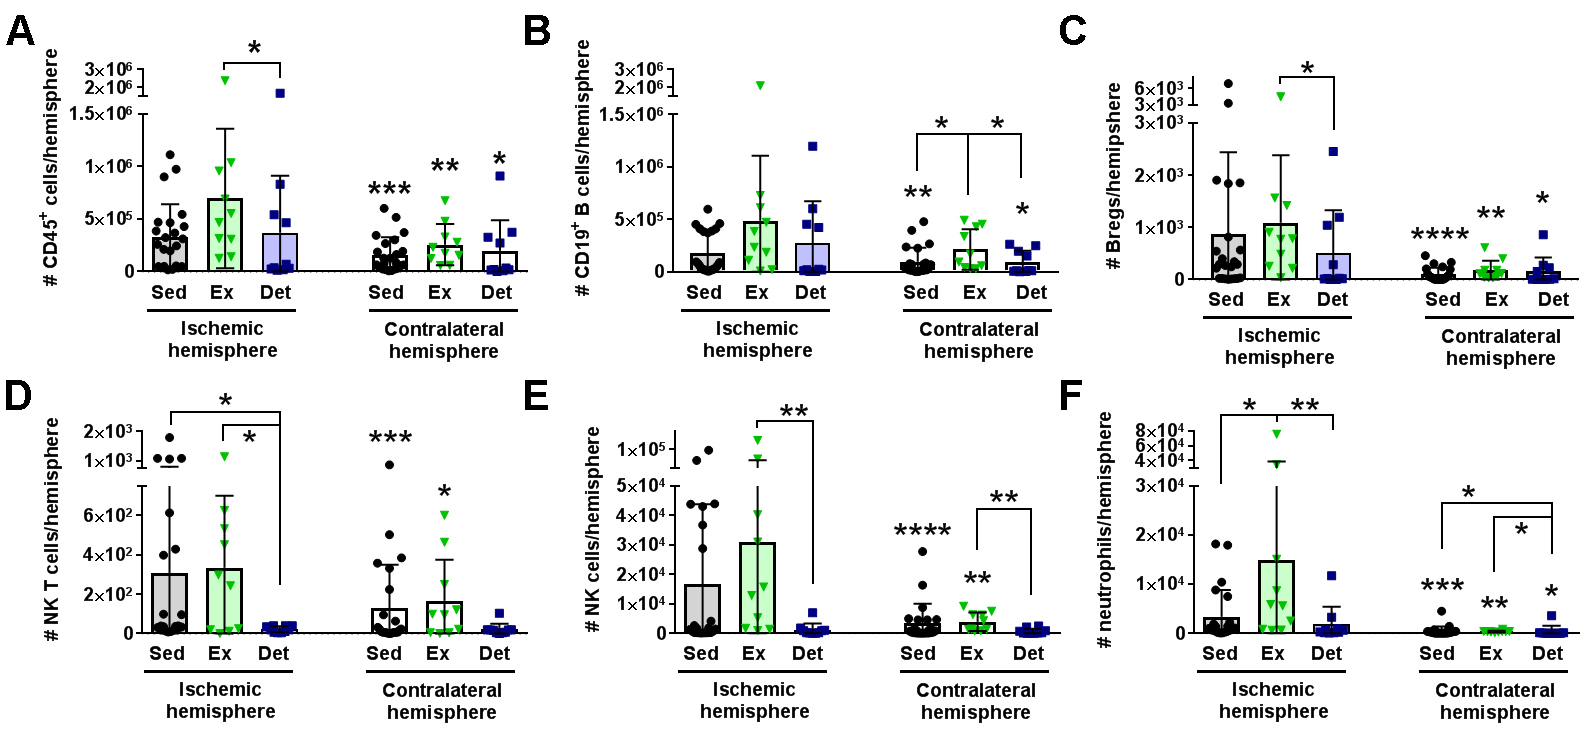 A
# CD45⁺ cells/hemisphere
3×10⁶
2×10⁶
1.5×10⁶
1×10⁶
5×10⁵
0
*
***
**
*
Sed Ex Det Sed Ex Det
Ischemic hemisphere
Contralateral hemisphere
B
# CD19⁺ B cells/hemisphere
3×10⁶
2×10⁶
1.5×10⁶
1×10⁶
5×10⁵
0
* *
**
*
Sed Ex Det Sed Ex Det
Ischemic hemisphere
Contralateral hemisphere
C
# Bregs/hemipshere
6×10³
3×10³
3×10³
2×10³
1×10³
0
*
****
**
*
Sed Ex Det Sed Ex Det
Ischemic hemisphere
Contralateral hemisphere
D
# NK T cells/hemisphere
2×10³
1×10³
6×10²
4×10²
2×10²
0
*
*
***
*
Sed Ex Det Sed Ex Det
Ischemic hemisphere
Contralateral hemisphere
E
# NK cells/hemisphere
1×10⁵
5×10⁴
4×10⁴
3×10⁴
2×10⁴
1×10⁴
0
**
**
****
**
Sed Ex Det Sed Ex Det
Ischemic hemisphere
Contralateral hemisphere
F
# neutrophils/hemisphere
8×10⁴
6×10⁴
4×10⁴
3×10⁴
2×10⁴
1×10⁴
0
* **
*
*
***
**
*
Sed Ex Det Sed Ex Det
Ischemic hemisphere
Contralateral hemisphere